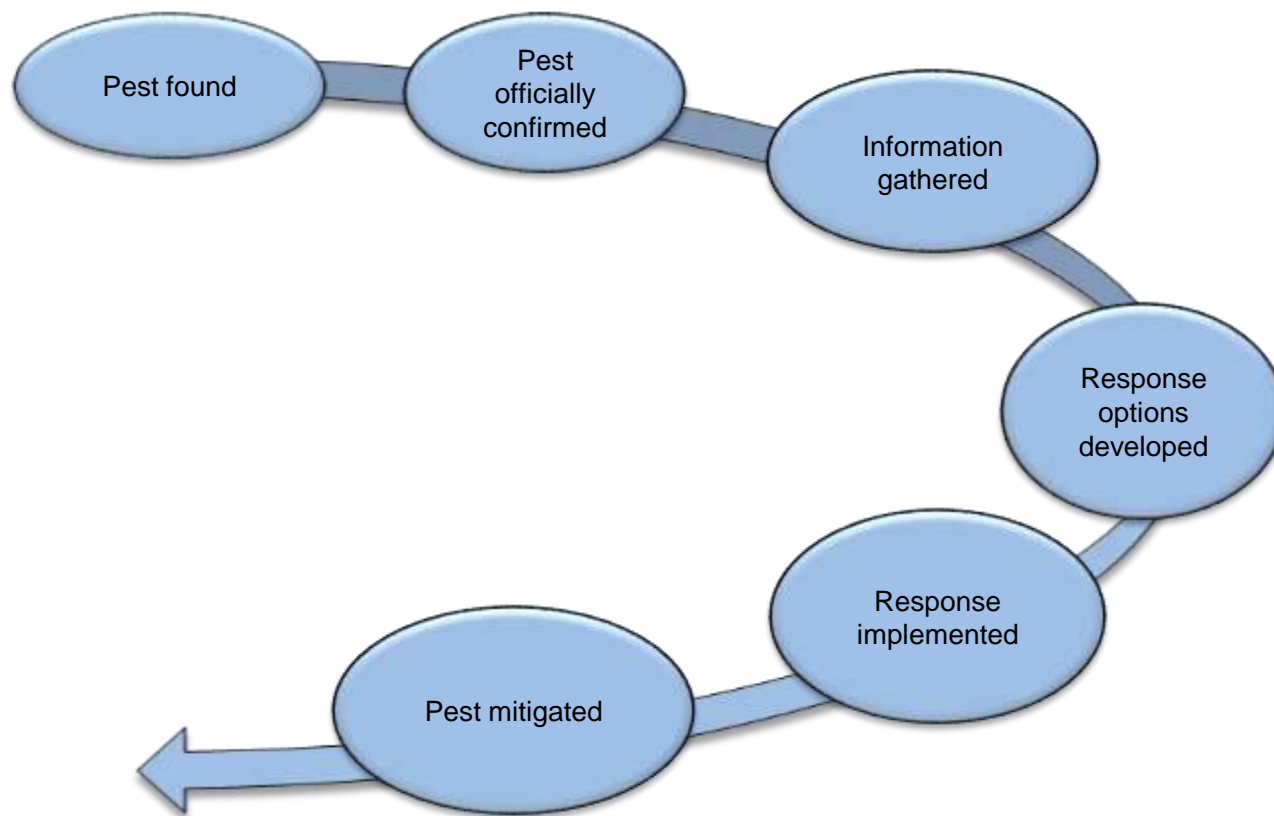 Pest found
Pest
officially
confirmed
Information
gathered
Response
options
developed
Response
implemented
Pest mitigated